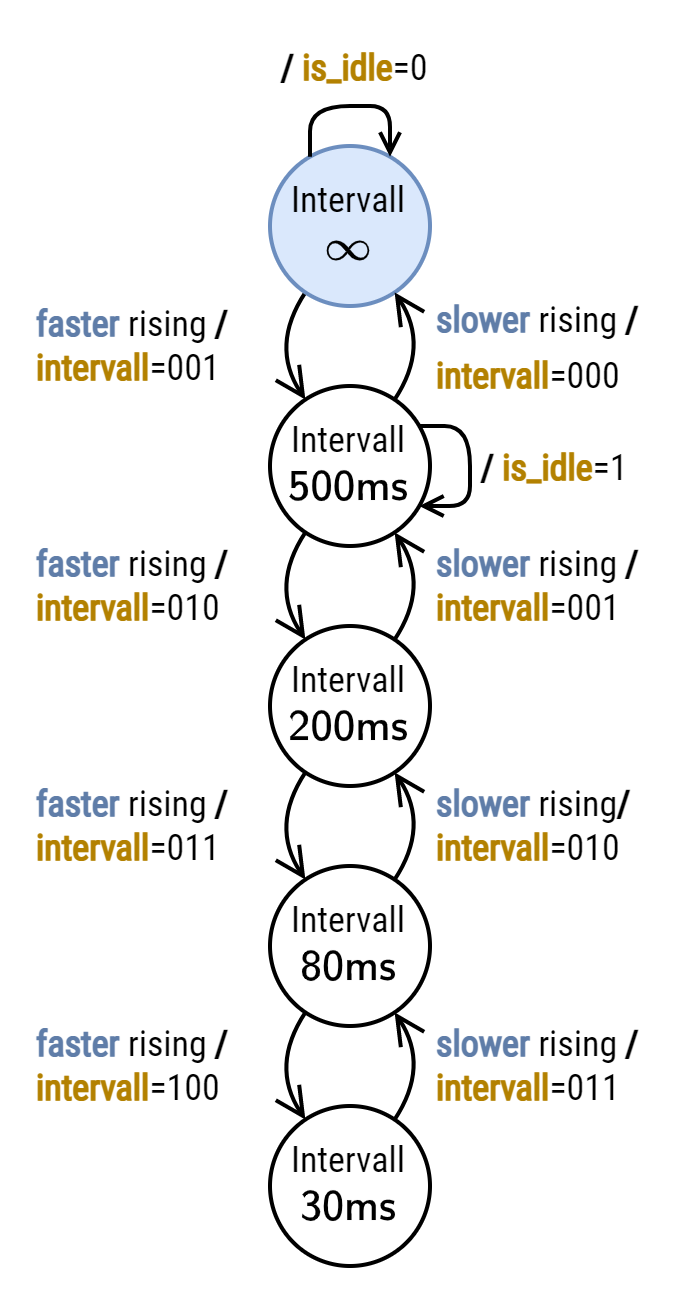 / is_idle=0
Intervall
∞
faster rising /
intervall=001
slower rising /
intervall=000
Intervall
500ms
/ is_idle=1
faster rising /
intervall=010
slower rising /
intervall=001
Intervall
200ms
faster rising /
intervall=011
slower rising/
intervall=010
Intervall
80ms
faster rising /
intervall=100
slower rising /
intervall=011
Intervall
30ms